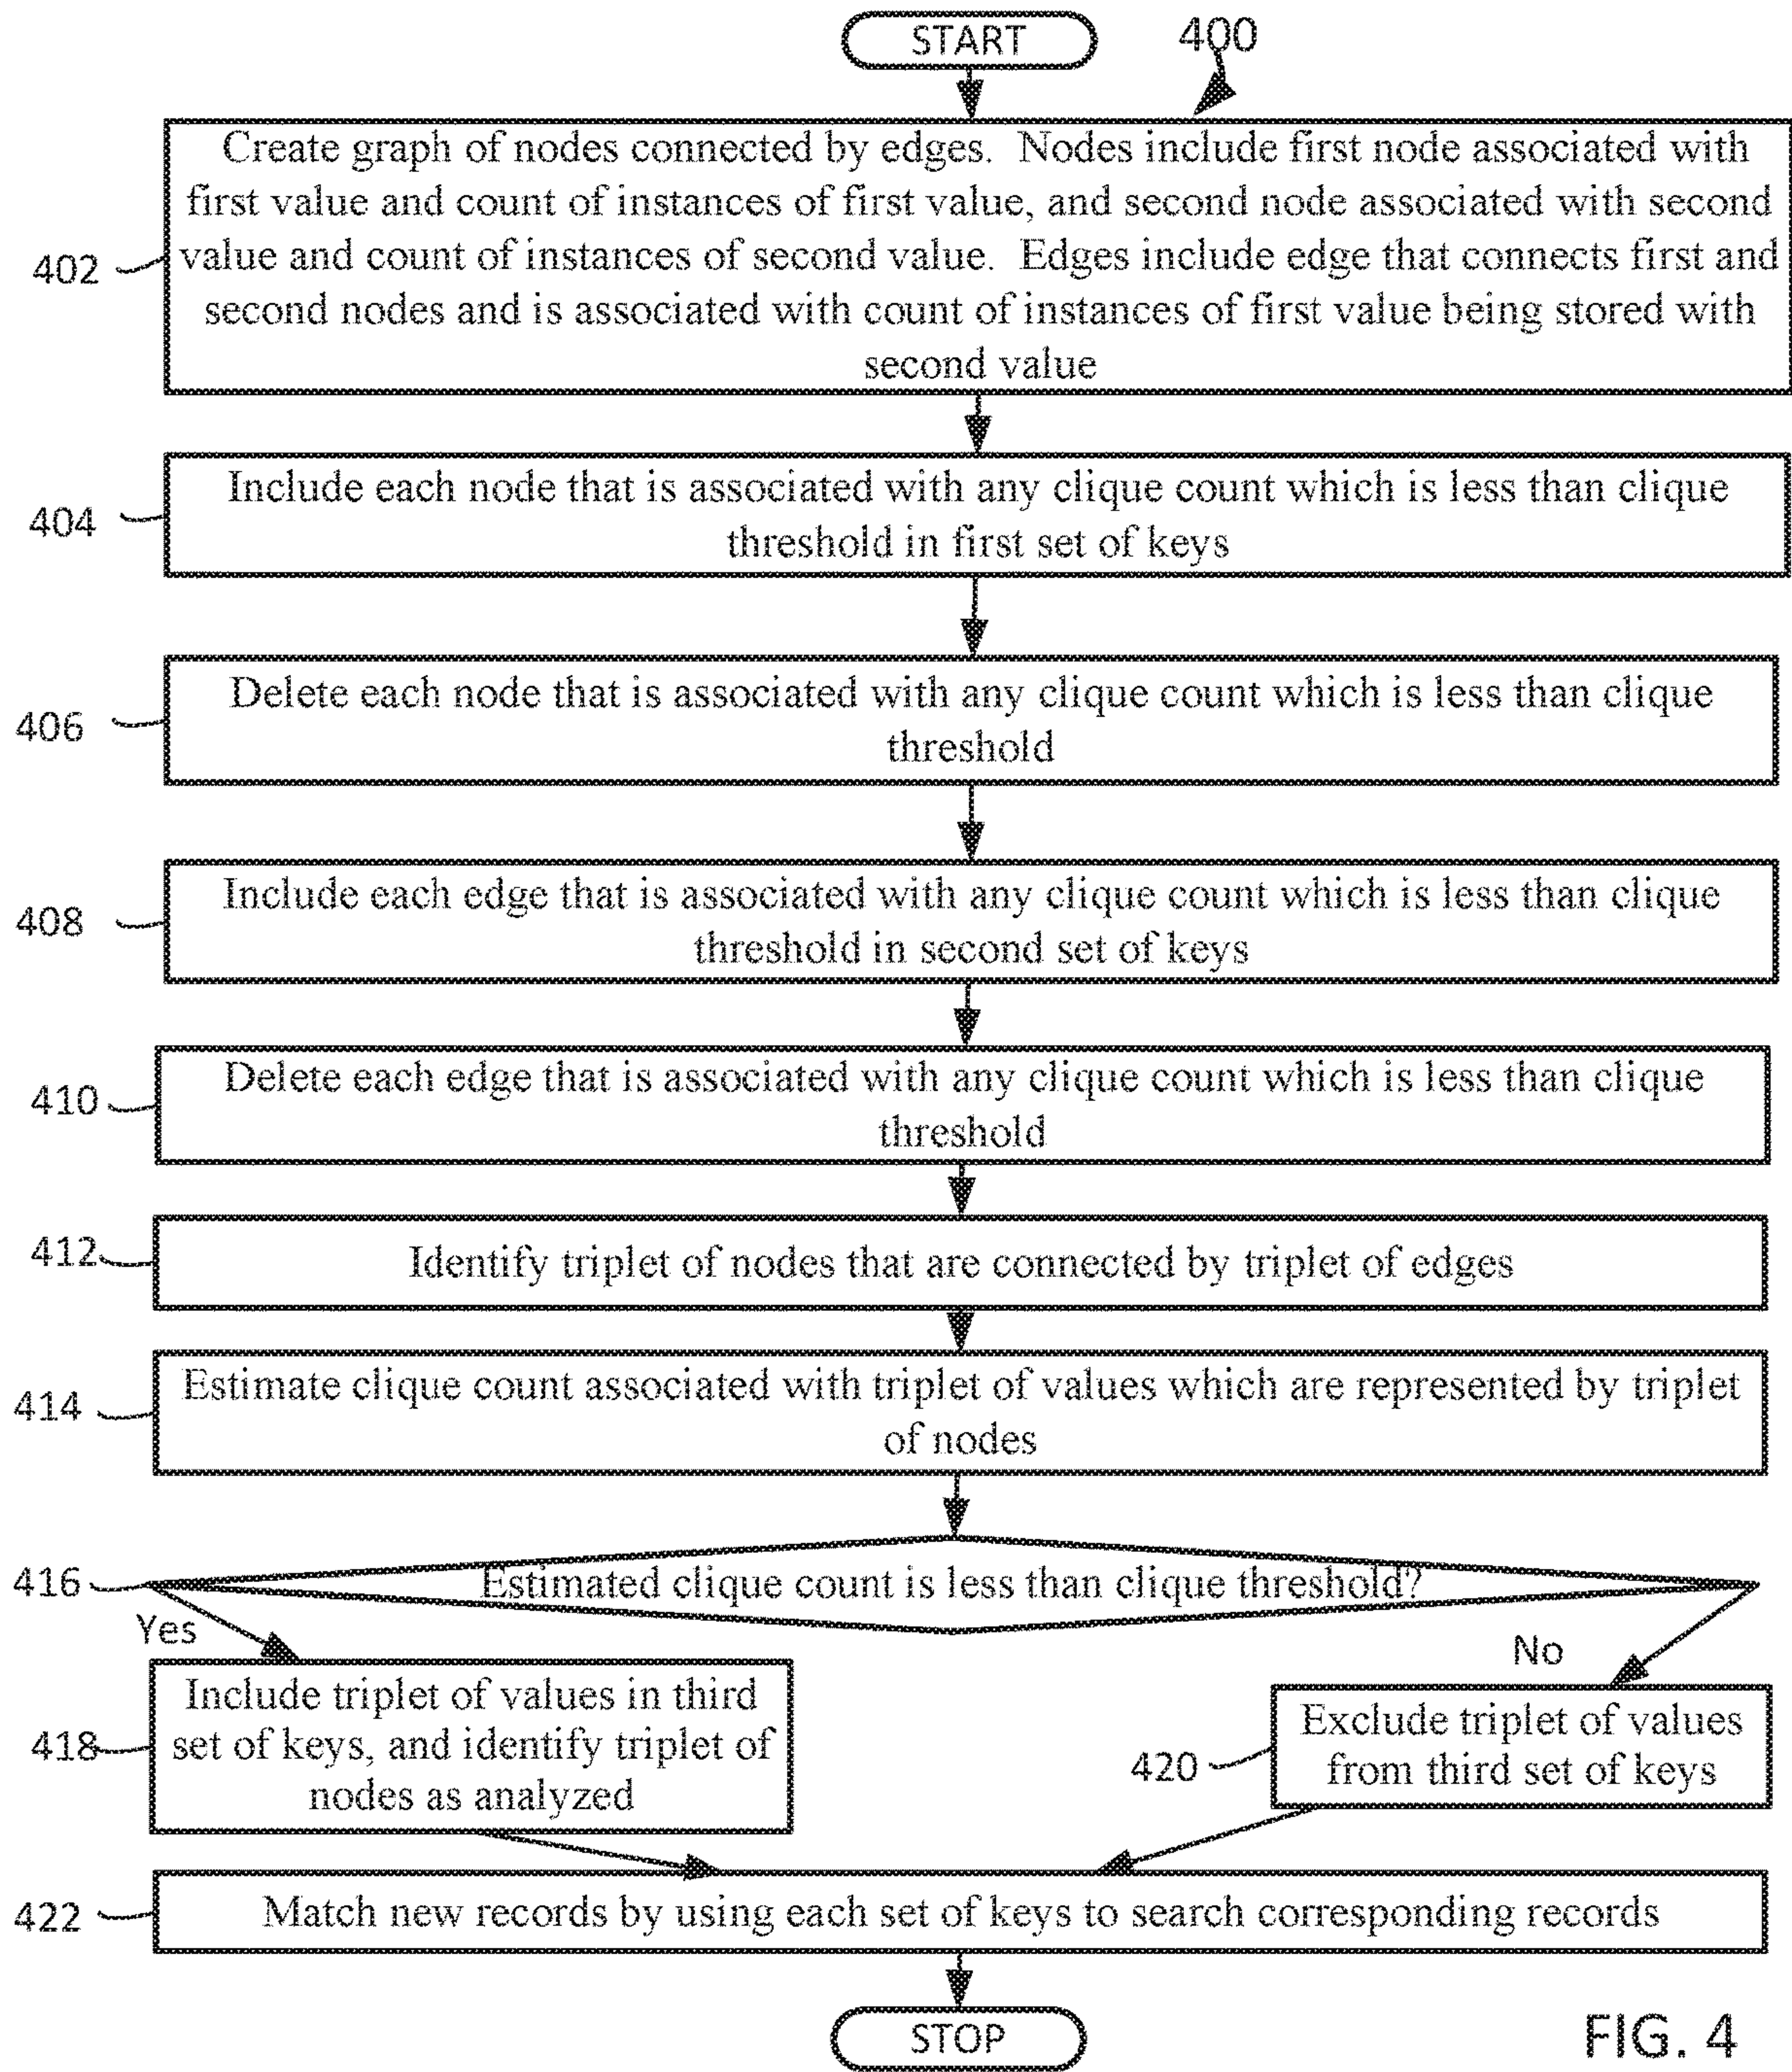 START
400
Create graph of nodes connected by edges. Nodes include first node associated with
first value and count of instances of first value, and second node associated with second
value and count of instances of second value. Edges include edge that connects first and
second nodes and is associated with count of instances of first value being stored with
second value
402
Include each node that is associated with any clique count which is less than clique
threshold in first set of keys
404
Delete each node that is associated with any clique count which is less than clique
threshold
406
Include each edge that is associated with any clique count which is less than clique
threshold in second set of keys
408
Delete each edge that is associated with any clique count which is less than clique
threshold
410
Identify triplet of nodes that are connected by triplet of edges
412
Estimate clique count associated with triplet of values which are represented by triplet
of nodes
414
Estimated clique count is less than clique threshold?
416
Yes
No
Include triplet of values in third
set of keys, and identify triplet of
nodes as analyzed
418
Exclude triplet of values
from third set of keys
420
Match new records by using each set of keys to search corresponding records
422
STOP
FIG. 4